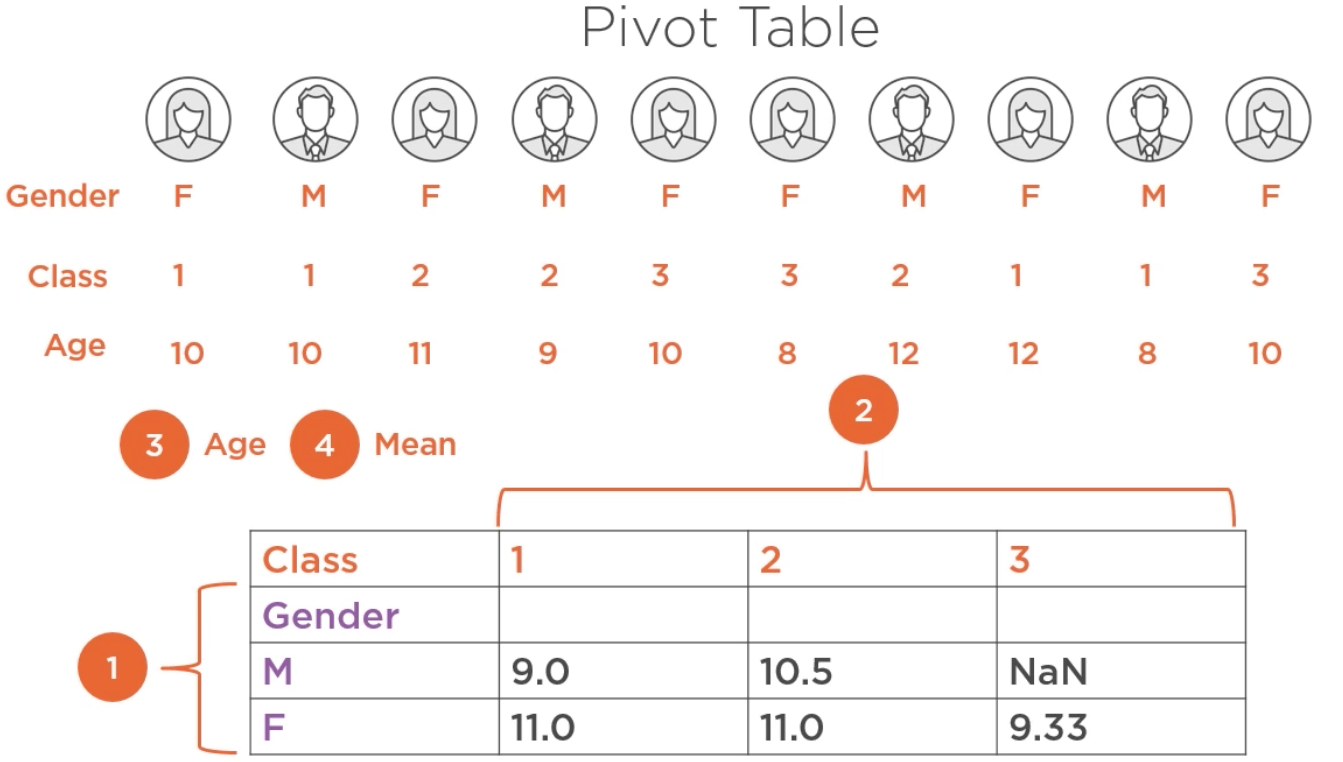 Pivot Table
Gender F M F M F F M F M F
Class 1 1 2 2 3 3 2 1 1 3
Age 10 10 11 9 10 8 12 12 8 10
2
3 Age 4 Mean
Class 1 2 3
Gender
1
M 9.0 10.5 NaN
F 11.0 11.0 9.33